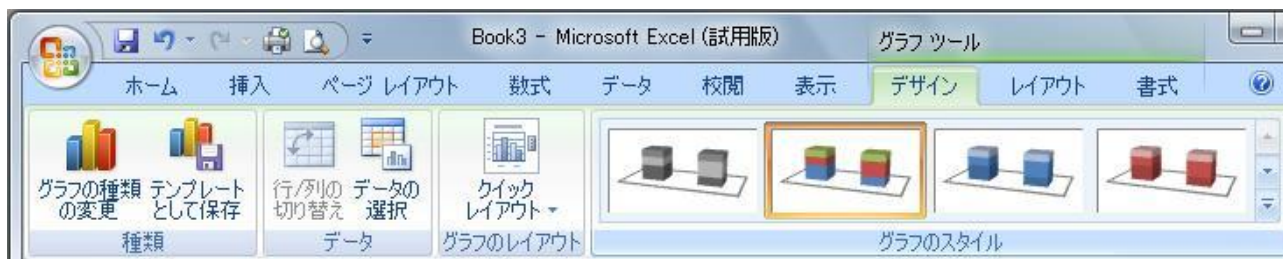 Book3 - Microsoft Excel (試用版)
グラフ ツール
ホーム 挿入 ページ レイアウト 数式 データ 校閲 表示 デザイン レイアウト 書式
グラフの種類
の変更
テンプレート
として保存
行/列の
切り替え
データの
選択
クイック
レイアウト
種類 データ グラフのレイアウト グラフのスタイル